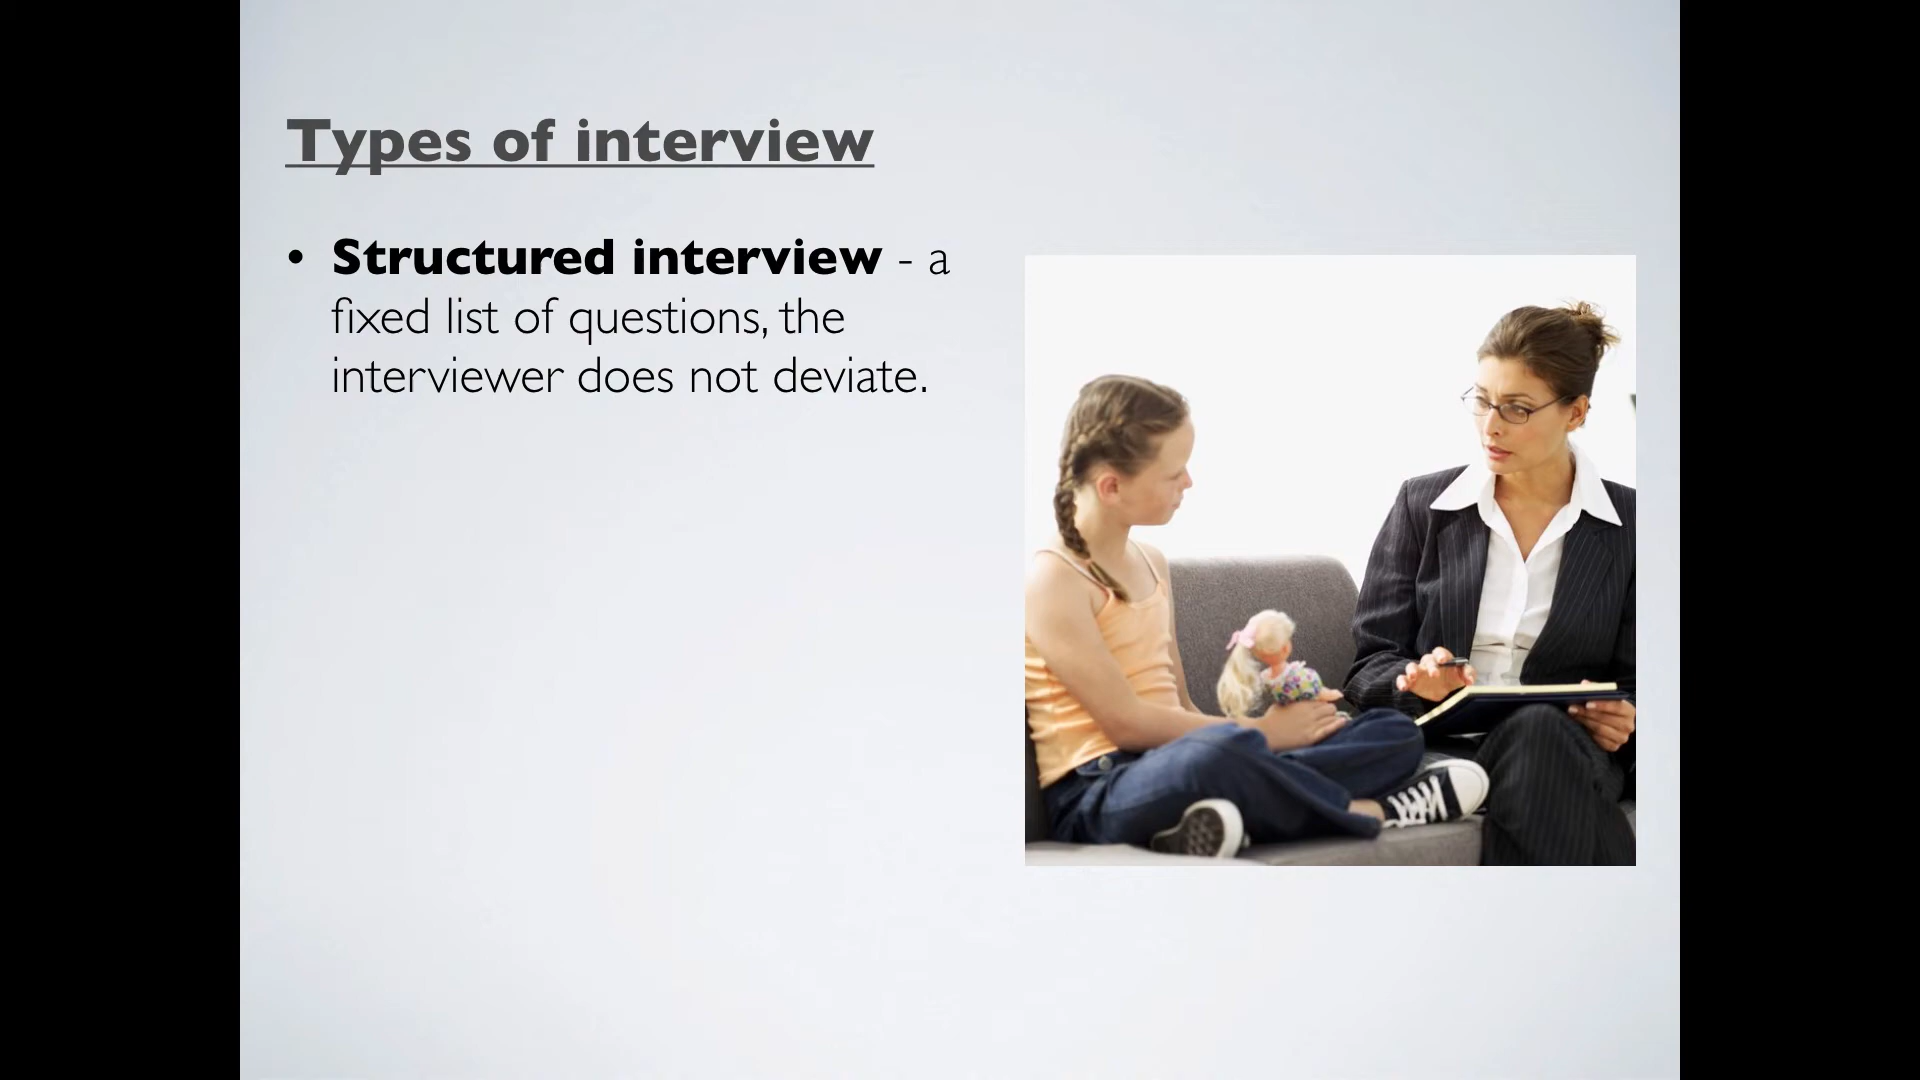 Types of interview
• Structured interview - a
fixed list of questions, the
interviewer does not deviate.